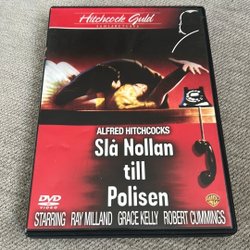 Hitchcock Guld
ALFRED HITCHCOCKS
Slå Nollan
till
Polisen
DVD
VIDEO
STARRING RAY MILLAND GRACE KELLY ROBERT CUMMINGS